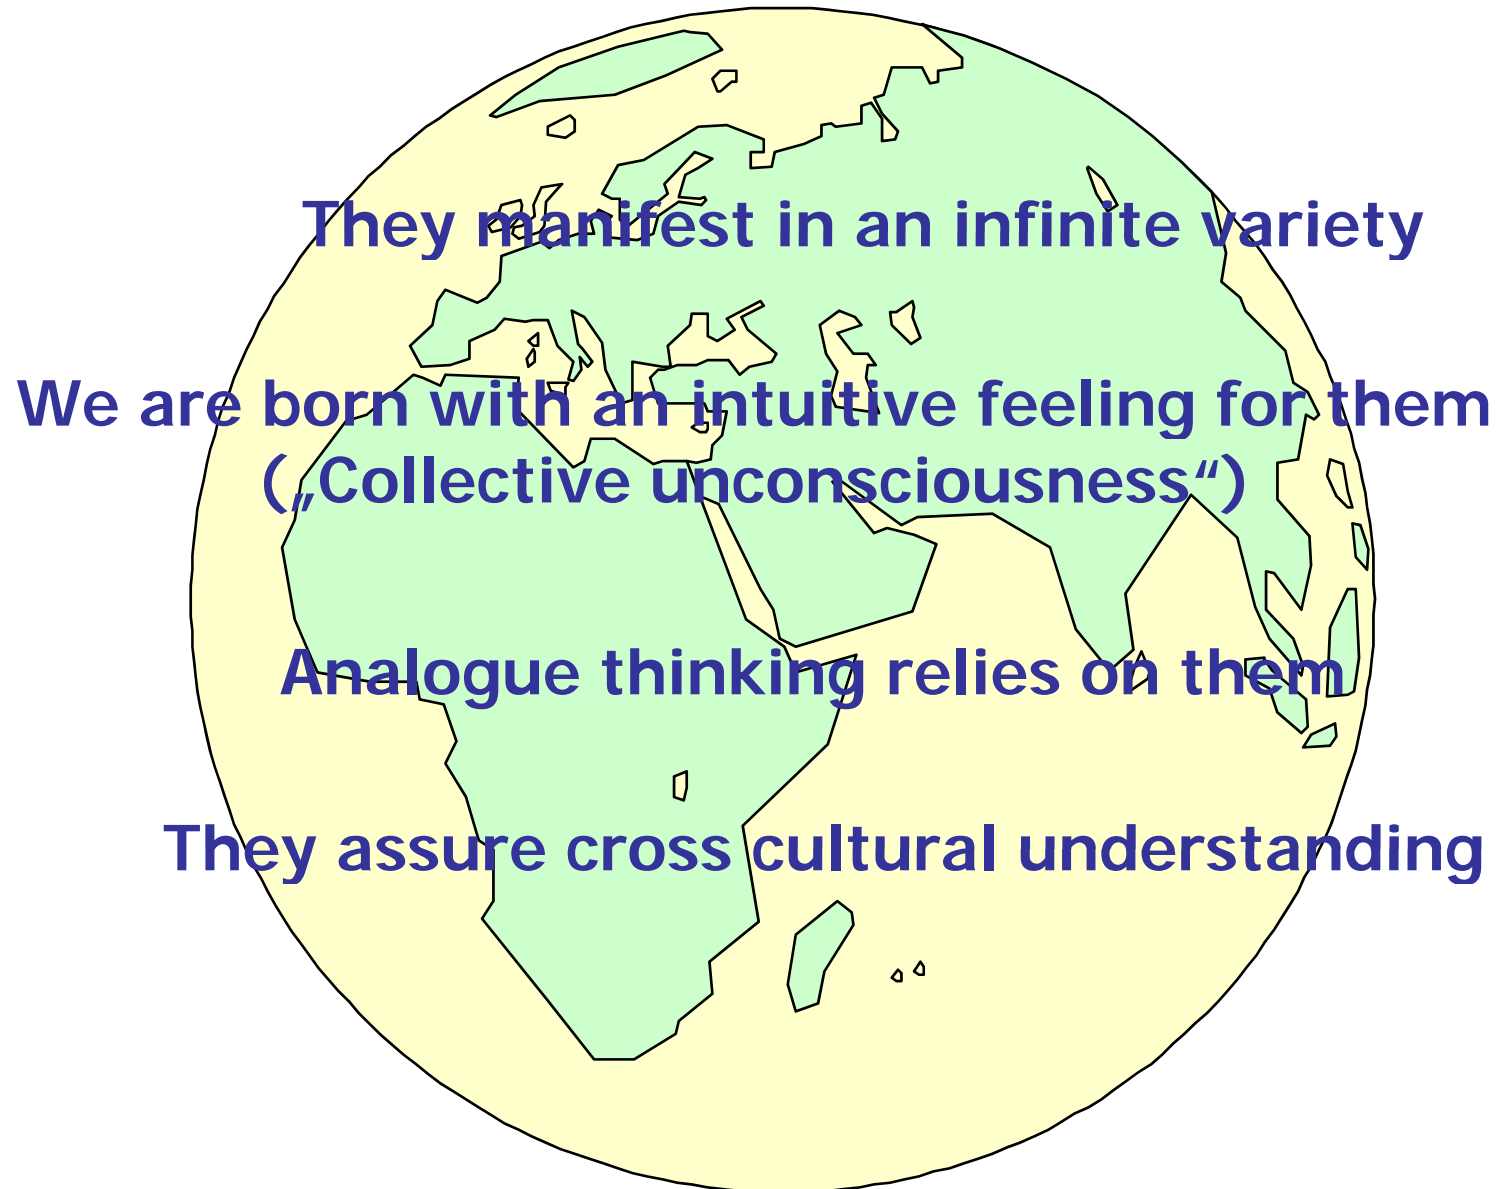 They manifest in an infinite variety
We are born with an intuitive feeling for them
(„Collective unconsciousness“)
Analogue thinking relies on them
They assure cross cultural understanding